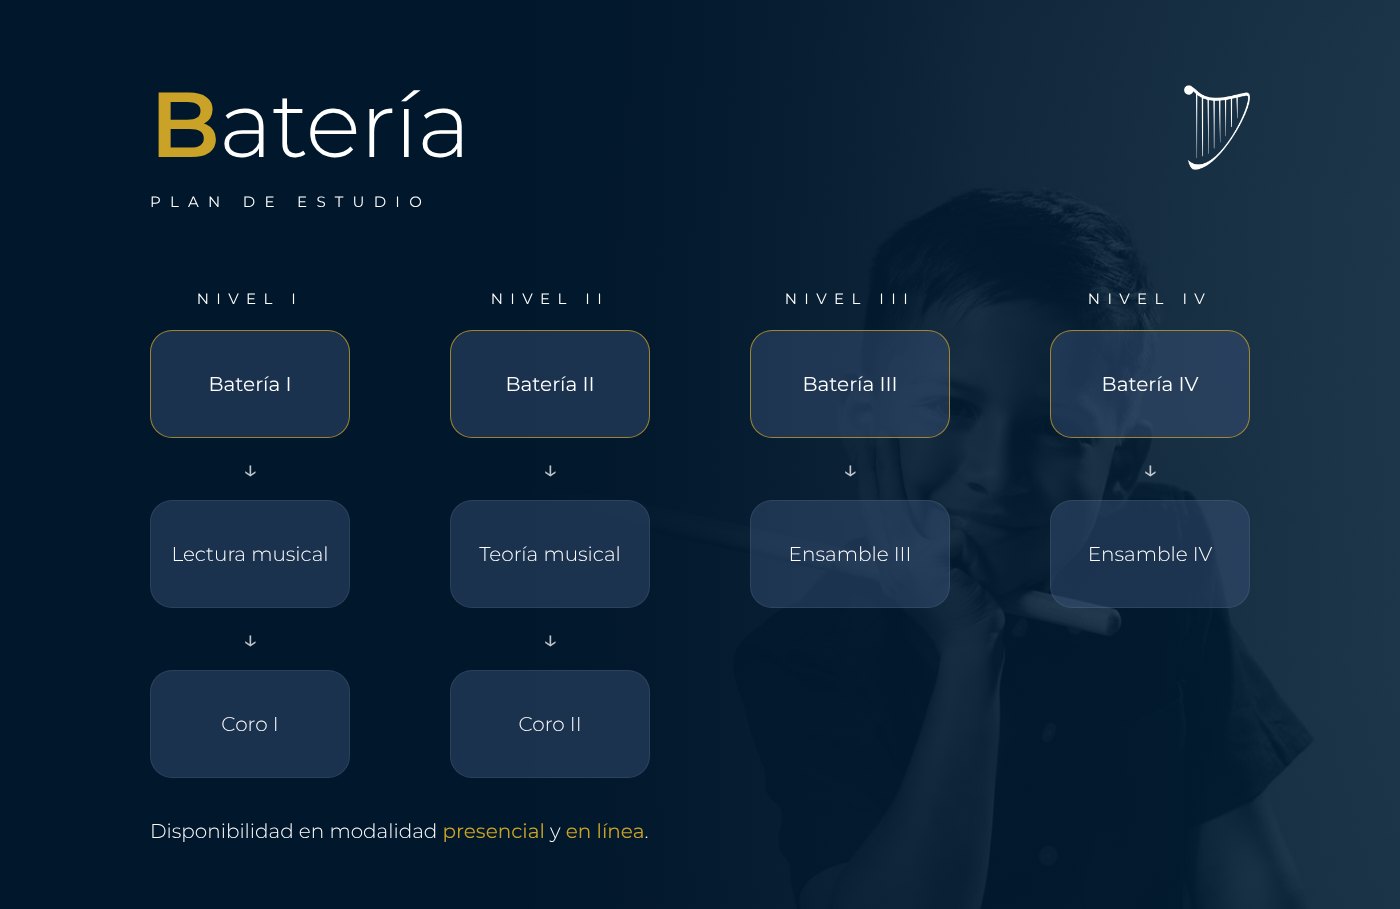 Batería
PLAN DE ESTUDIO
NIVEL I
Batería I
↓
Lectura musical
↓
Coro I
NIVEL II
Batería II
↓
Teoría musical
↓
Coro II
NIVEL III
Batería III
↓
Ensamble III
NIVEL IV
Batería IV
↓
Ensamble IV
Disponibilidad en modalidad presencial y en línea.